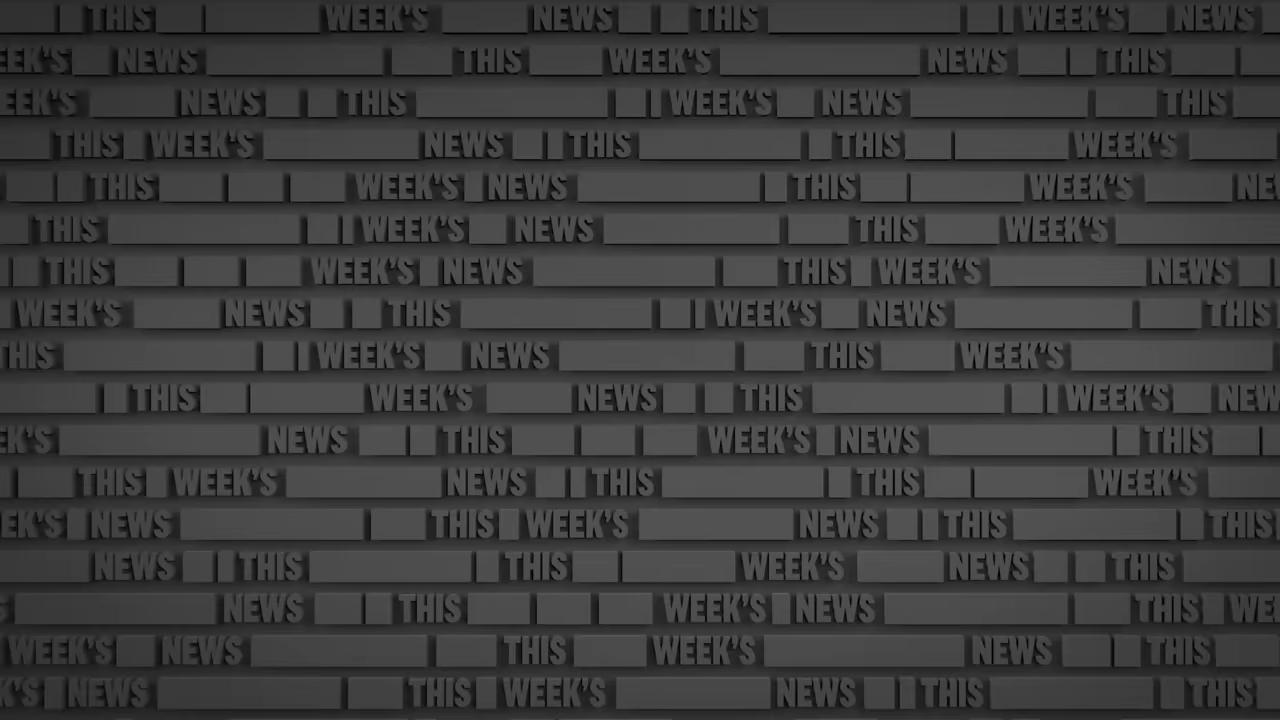 THIS WEEK'S NEWS THIS WEEK'S NEWS
EEK'S NEWS THIS WEEK'S NEWS THIS
EEK'S NEWS THIS WEEK'S NEWS THIS
THIS WEEK'S NEWS THIS THIS WEEK'S
THIS WEEK'S NEWS THIS WEEK'S NE
THIS WEEK'S NEWS THIS WEEK'S
THIS WEEK'S NEWS THIS WEEK'S NEWS
WEEK'S NEWS THIS WEEK'S NEWS THIS
THIS WEEK'S NEWS THIS WEEK'S
THIS WEEK'S NEWS THIS WEEK'S NEW
EK'S NEWS THIS WEEK'S NEWS THIS
THIS WEEK'S NEWS THIS THIS WEEK'S
EK'S NEWS THIS WEEK'S NEWS THIS THIS
NEWS THIS THIS WEEK'S NEWS THIS
S NEWS THIS WEEK'S NEWS THIS WE
WEEK'S NEWS THIS WEEK'S NEWS THIS
K'S NEWS THIS WEEK'S NEWS THIS THIS